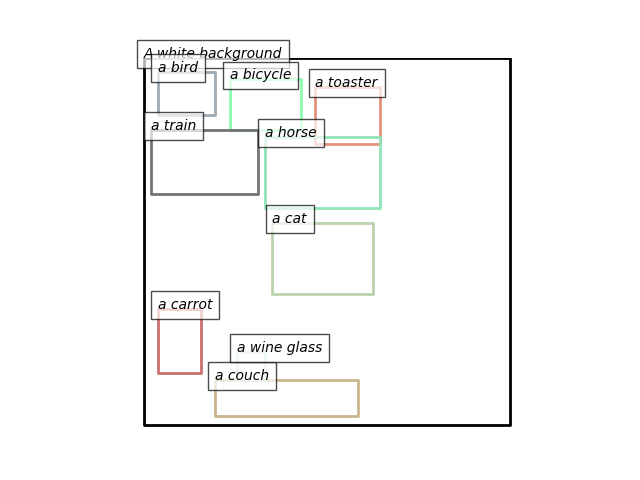 A white background
a bird
a bicycle
a toaster
a train
a horse
a cat
a carrot
a wine glass
a couch